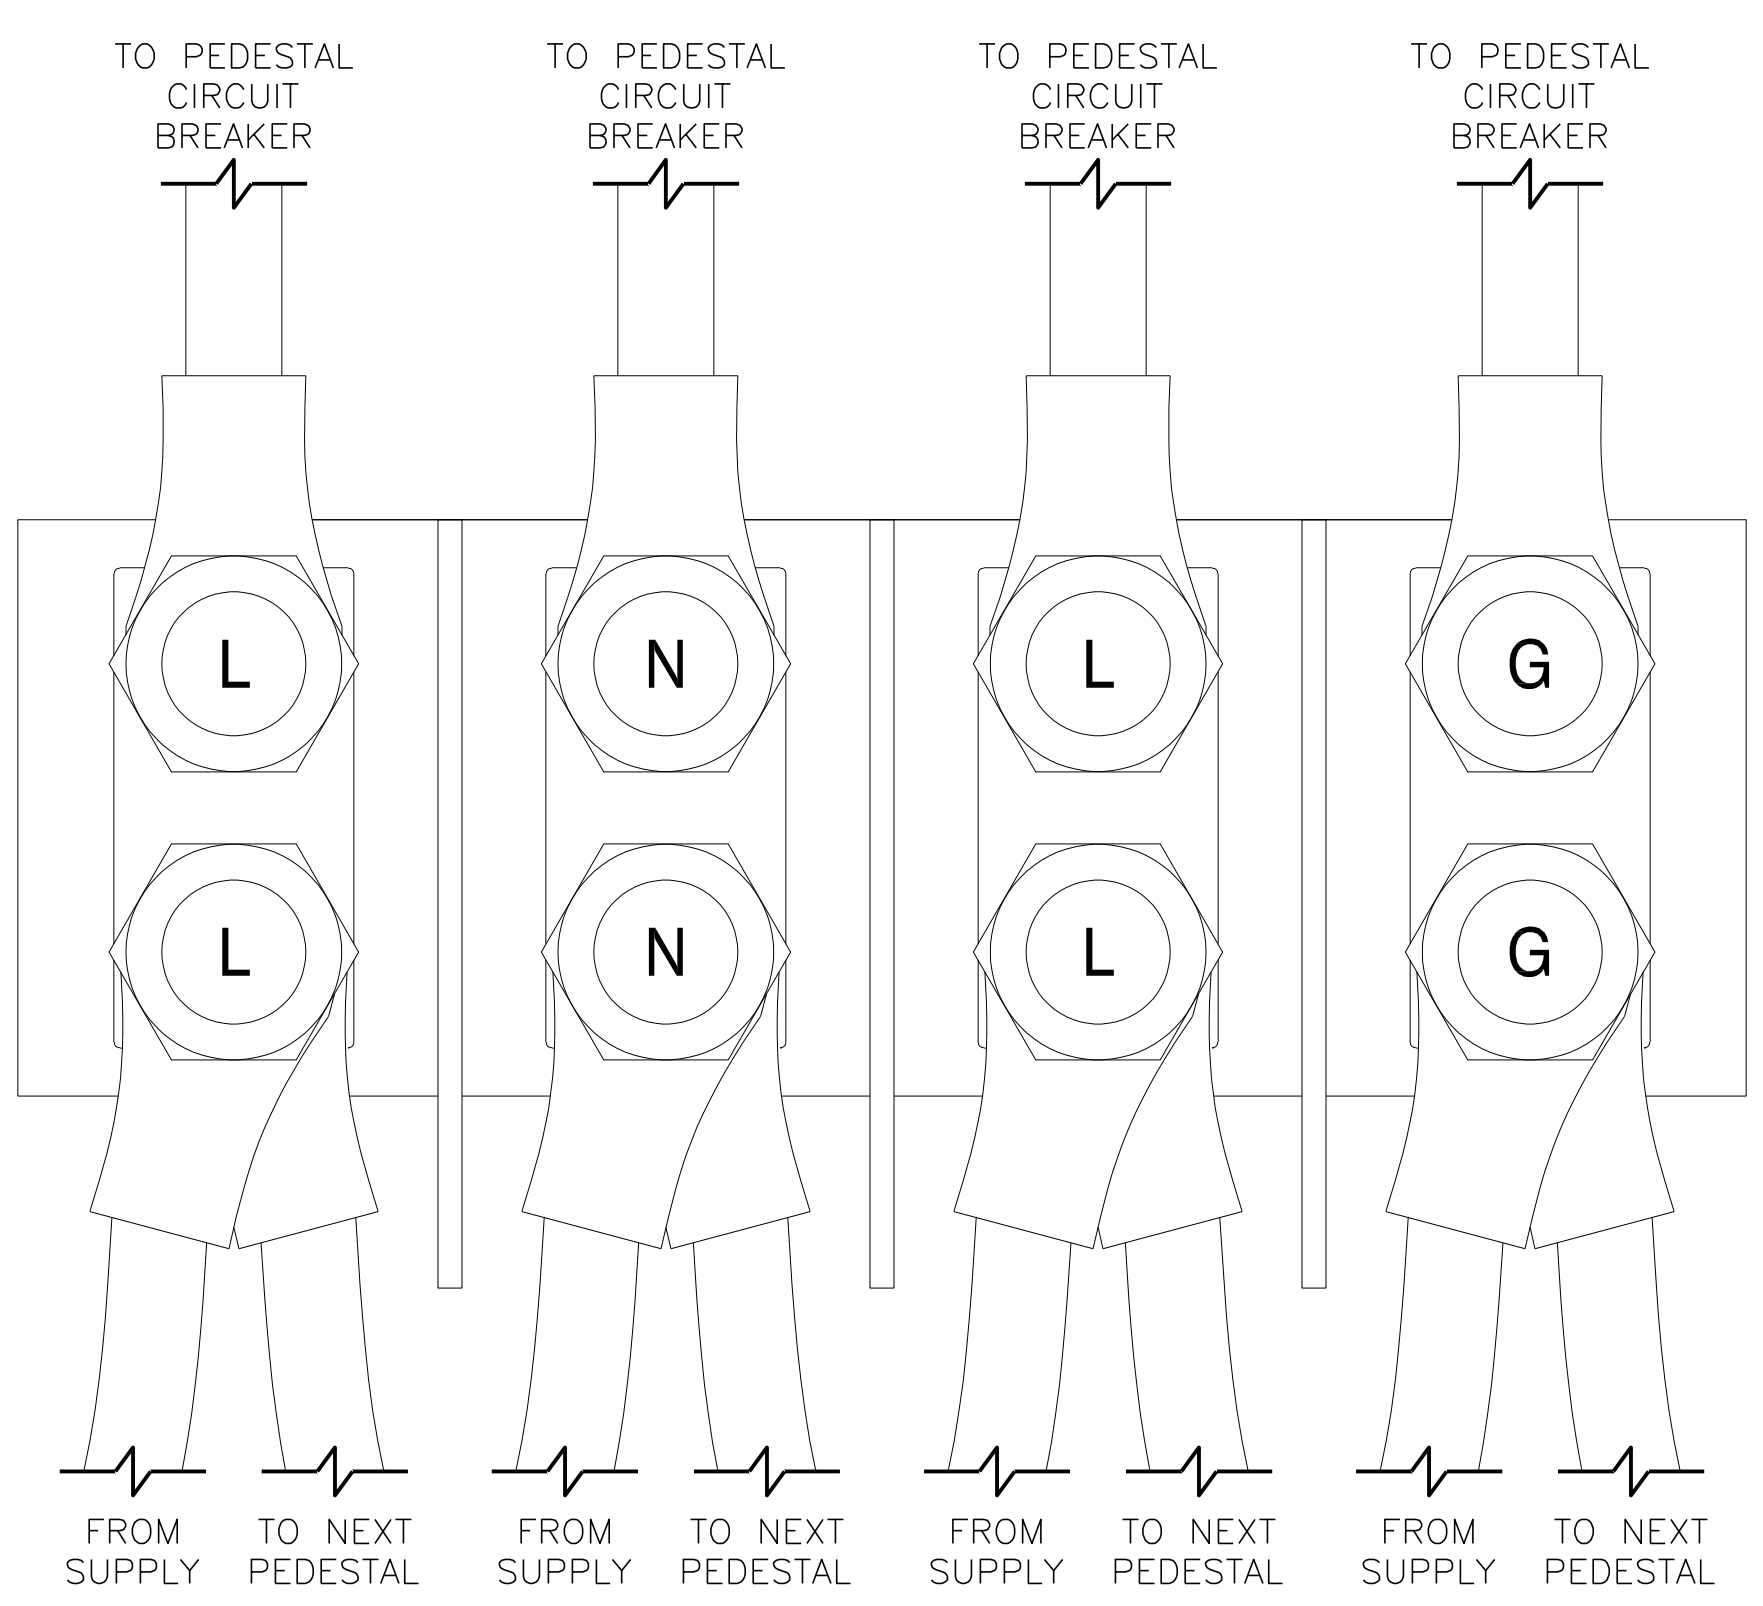 TO PEDESTAL
CIRCUIT
BREAKER
TO PEDESTAL
CIRCUIT
BREAKER
TO PEDESTAL
CIRCUIT
BREAKER
TO PEDESTAL
CIRCUIT
BREAKER
L
N
L
G
L
N
L
G
FROM
SUPPLY
TO NEXT
PEDESTAL
FROM
SUPPLY
TO NEXT
PEDESTAL
FROM
SUPPLY
TO NEXT
PEDESTAL
FROM
SUPPLY
TO NEXT
PEDESTAL